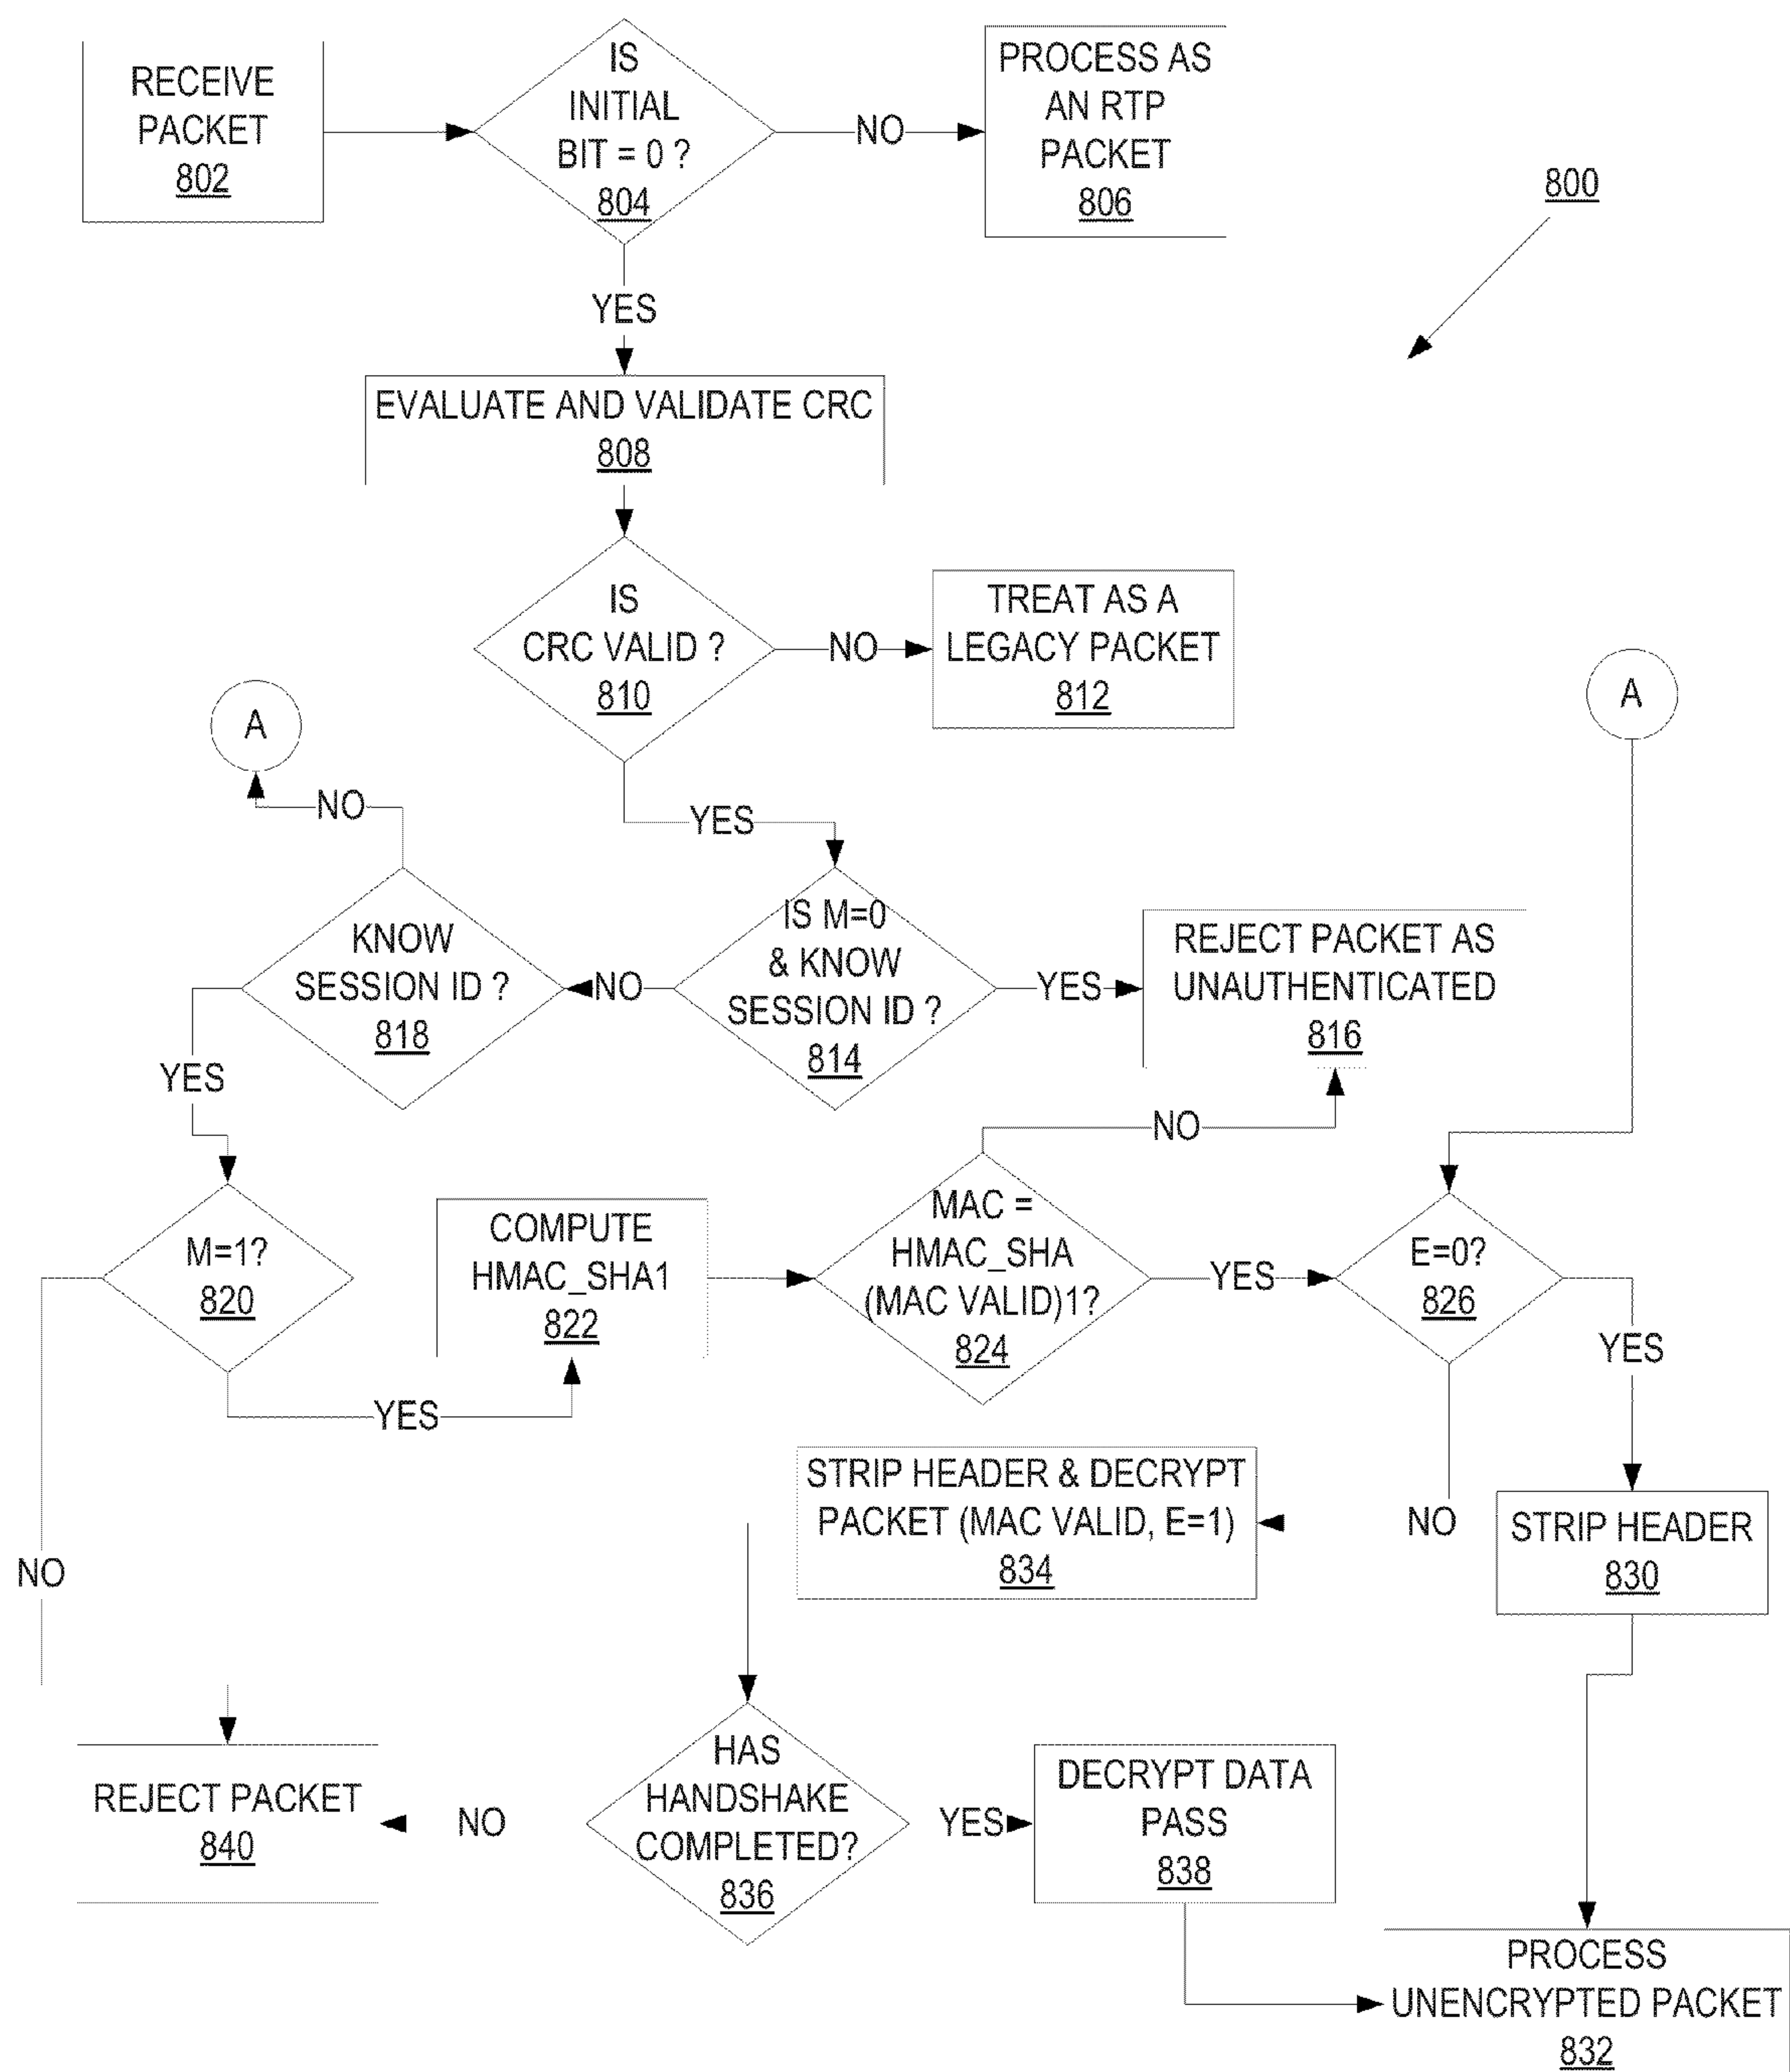 RECEIVE
PACKET
802
IS
INITIAL
BIT = 0 ?
804
NO
PROCESS AS
AN RTP
PACKET
806
800
YES
EVALUATE AND VALIDATE CRC
808
IS
CRC VALID ?
810
NO
TREAT AS A
LEGACY PACKET
812
A
A
NO
YES
KNOW
SESSION ID ?
818
NO
IS M=0
& KNOW
SESSION ID ?
814
YES
REJECT PACKET AS
UNAUTHENTICATED
816
YES
NO
M=1?
820
COMPUTE
HMAC_SHA1
822
MAC =
HMAC_SHA
(MAC VALID)1?
824
YES
E=0?
826
YES
YES
STRIP HEADER & DECRYPT
PACKET (MAC VALID, E=1)
834
NO
STRIP HEADER
830
NO
REJECT PACKET
840
NO
HAS
HANDSHAKE
COMPLETED?
836
YES
DECRYPT DATA
PASS
838
PROCESS
UNENCRYPTED PACKET
832